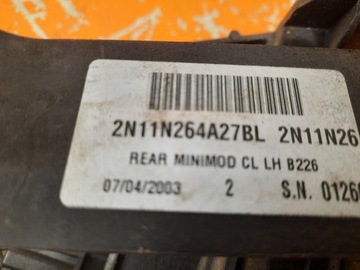 2N11N264A27BL 2N11N26
REAR MINIMOD CL LH B226
07/04/2003 2 S.N. 0126